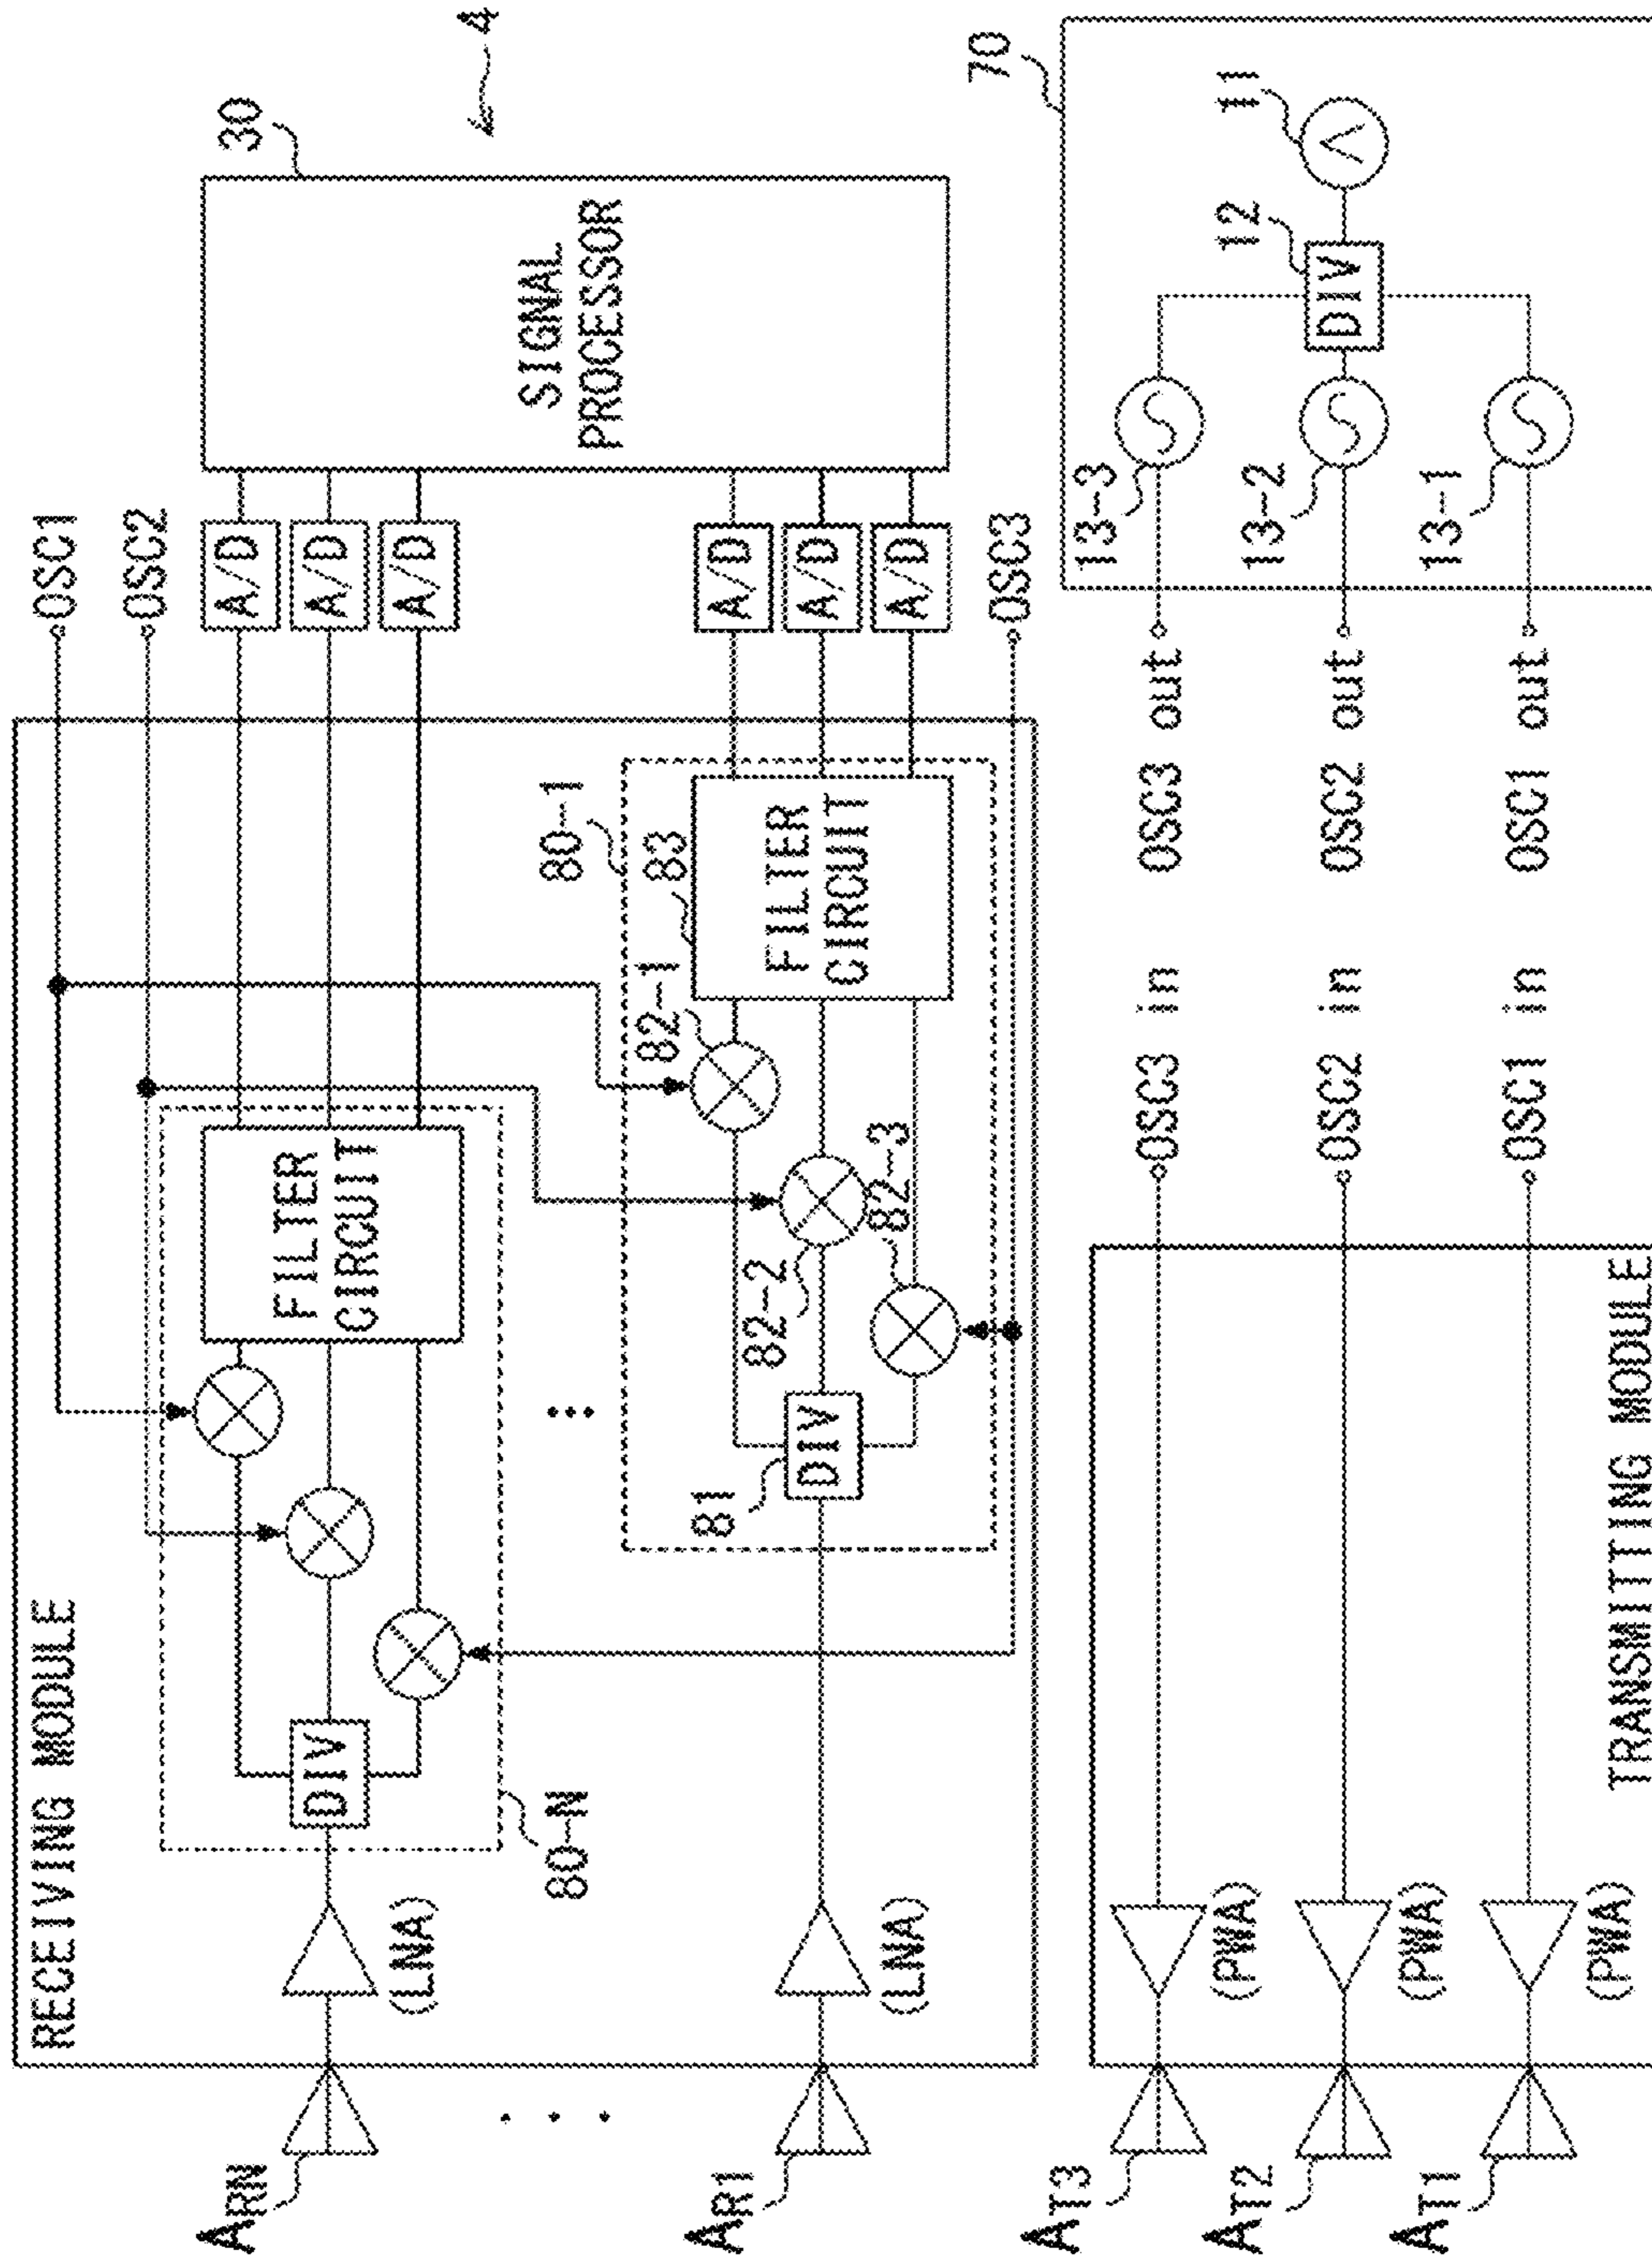 4
30
SIGNAL
PROCESSOR
OSC1
OSC2
A/D
A/D
A/D
A/D
A/D
A/D
OSC3
RECEIVING MODULE
FILTER
CIRCUIT
DIV
80-N
(LNA)
80-1
83
FILTER
CIRCUIT
82-1
82-2
82-3
81
DIV
(LNA)
ARN
AR1
70
11
12
DIV
13-3
13-2
13-1
OSC3 in OSC3 out
OSC2 in OSC2 out
OSC1 in OSC1 out
TRANSMITTING MODULE
(PWA)
(PWA)
(PWA)
AT3
AT2
AT1